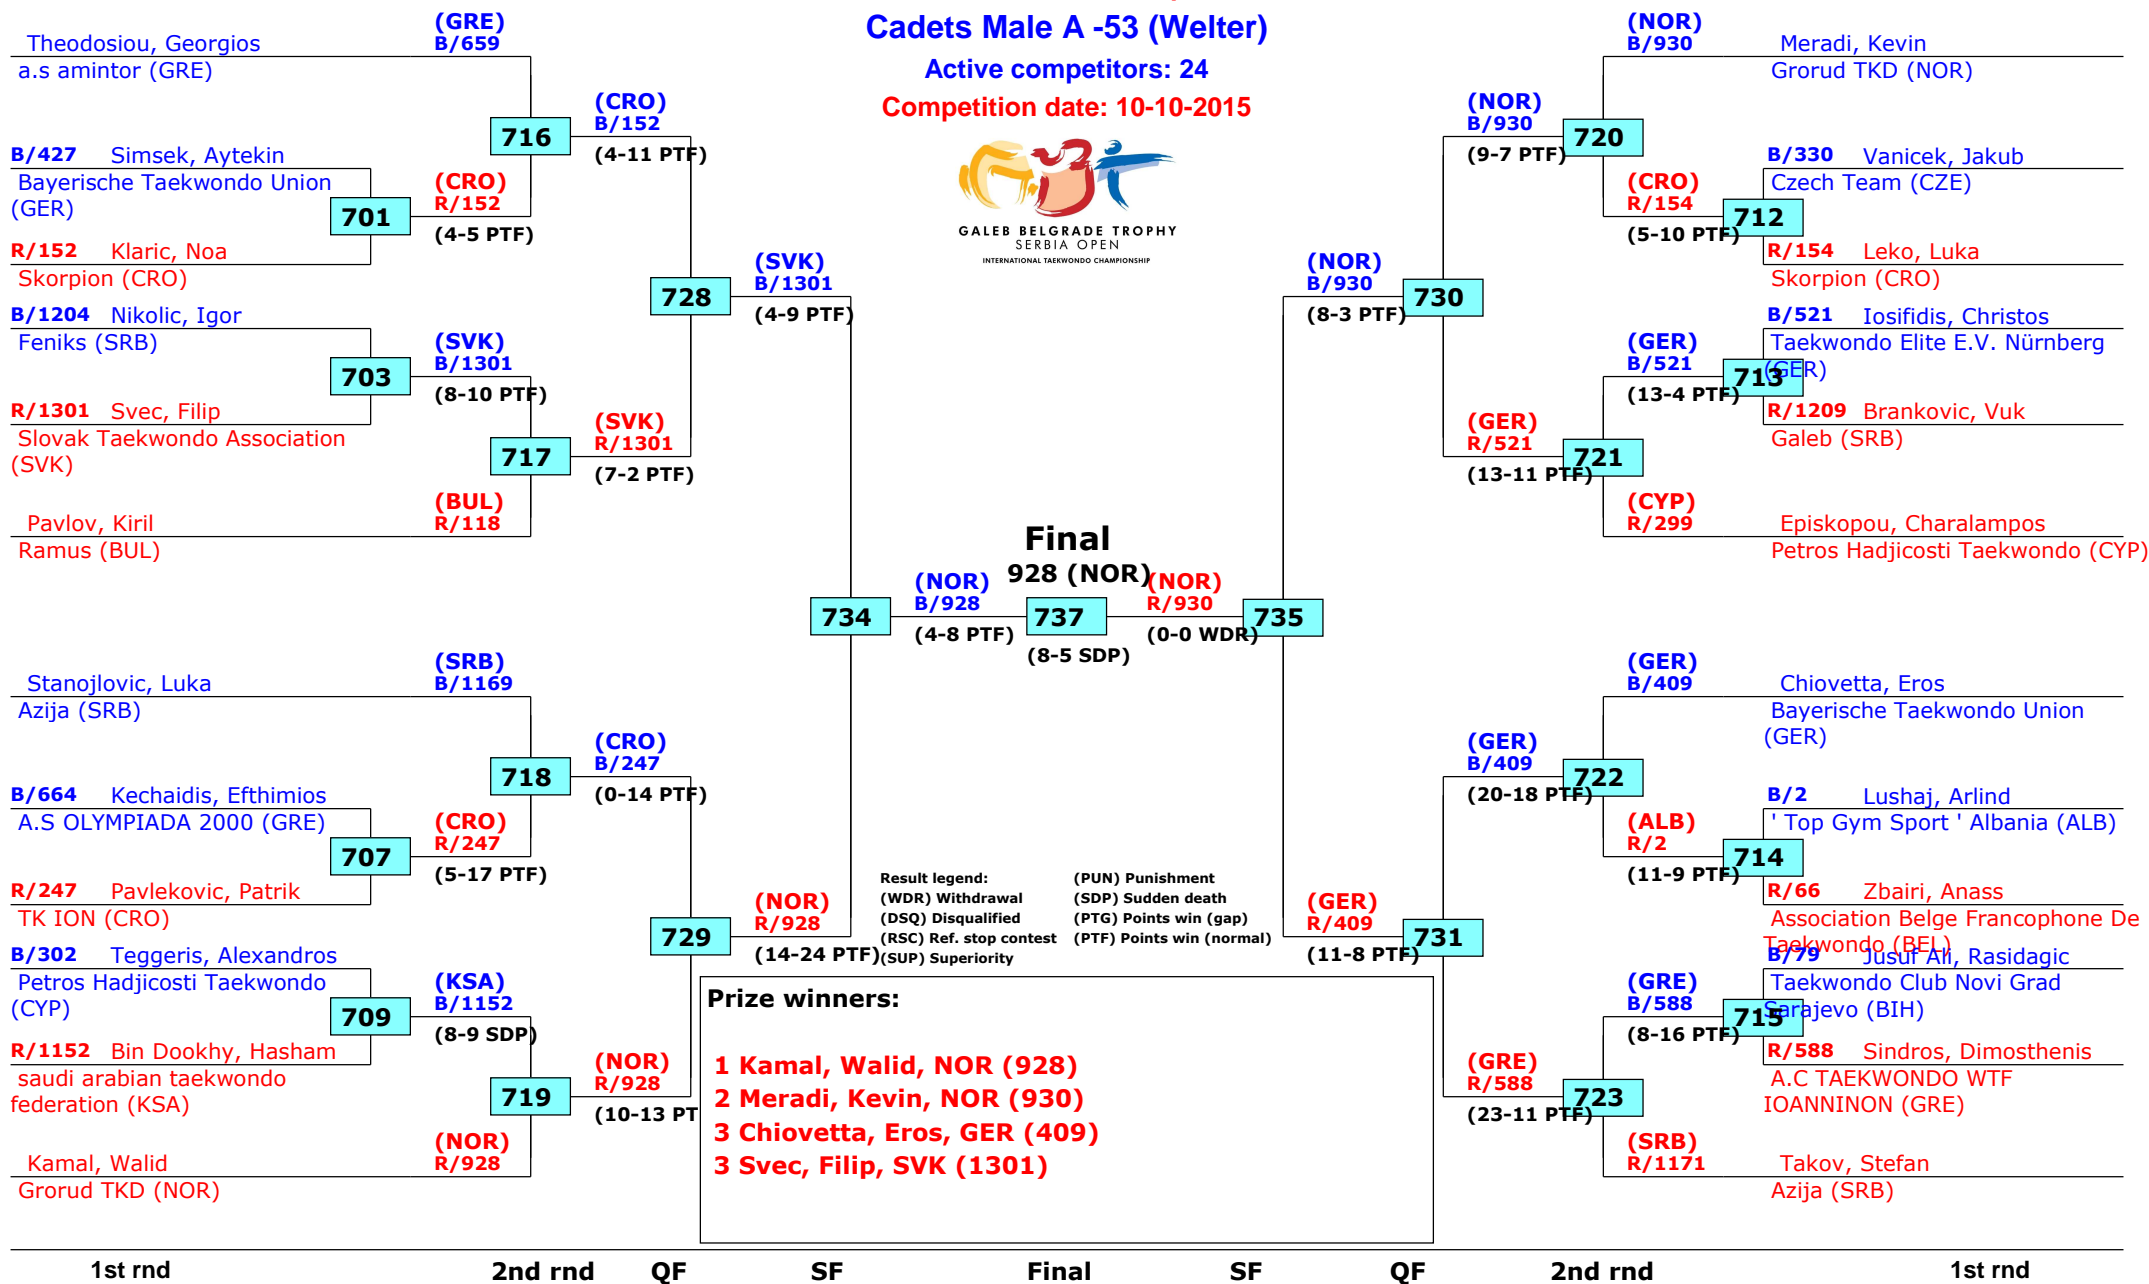 Cadets Male A -53 (Welter)
Active competitors: 24
Competition date: 10-10-2015
GALEB BELGRADE TROPHY
SERBIA OPEN
INTERNATIONAL TAEKWONDO CHAMPIONSHIP
(GRE)
Theodosiou, Georgios B/659
a.s amintor (GRE)
(CRO)
B/152
716
(4-11 PTF)
B/427 Simsek, Aytekin
Bayerische Taekwondo Union
(GER)
(CRO)
R/152
701
(4-5 PTF)
R/152 Klaric, Noa
Skorpion (CRO)
(SVK)
B/1301
728
(4-9 PTF)
B/1204 Nikolic, Igor
Feniks (SRB)
(SVK)
B/1301
703
(8-10 PTF)
R/1301 Svec, Filip
Slovak Taekwondo Association
(SVK)
(SVK)
R/1301
717
(7-2 PTF)
(BUL)
Pavlov, Kiril R/118
Ramus (BUL)
734
(NOR)
B/928
(4-8 PTF)
(SRB)
Stanojlovic, Luka B/1169
Azija (SRB)
(CRO)
B/247
718
(0-14 PTF)
B/664 Kechaidis, Efthimios
A.S OLYMPIADA 2000 (GRE)
(CRO)
R/247
707
(5-17 PTF)
R/247 Pavlekovic, Patrik
TK ION (CRO)
(NOR)
R/928
729
(14-24 PTF)
B/302 Teggeris, Alexandros
Petros Hadjicosti Taekwondo
(CYP)
(KSA)
B/1152
709
(8-9 SDP)
R/1152 Bin Dookhy, Hasham
saudi arabian taekwondo
federation (KSA)
(NOR)
R/928
719
(10-13 PT
(NOR)
Kamal, Walid R/928
Grorud TKD (NOR)
Final
928 (NOR)
737
(8-5 SDP)
(NOR)
R/930
735
(0-0 WDR)
(NOR)
B/930 Meradi, Kevin
Grorud TKD (NOR)
(NOR)
B/930
720
(9-7 PTF)
B/330 Vanicek, Jakub
Czech Team (CZE)
(CRO)
R/154
712
(5-10 PTF)
R/154 Leko, Luka
Skorpion (CRO)
(NOR)
B/930
730
(8-3 PTF)
B/521 Iosifidis, Christos
Taekwondo Elite E.V. Nürnberg
(GER)
(GER)
B/521
713
(13-4 PTF)
R/1209 Brankovic, Vuk
Galeb (SRB)
(GER)
R/521
721
(13-11 PTF)
(CYP)
R/299 Episkopou, Charalampos
Petros Hadjicosti Taekwondo (CYP)
(GER)
B/409 Chiovetta, Eros
Bayerische Taekwondo Union
(GER)
(GER)
B/409
722
(20-18 PTF)
B/2 Lushaj, Arlind
' Top Gym Sport ' Albania (ALB)
(ALB)
R/2
714
(11-9 PTF)
R/66 Zbairi, Anass
Association Belge Francophone De
Taekwondo (BEL)
(GER)
R/409
731
(11-8 PTF)
B/79 Jusuf Ali, Rasidagic
Taekwondo Club Novi Grad
Sarajevo (BIH)
(GRE)
B/588
715
(8-16 PTF)
R/588 Sindros, Dimosthenis
A.C TAEKWONDO WTF
IOANNINON (GRE)
(GRE)
R/588
723
(23-11 PTF)
(SRB)
R/1171 Takov, Stefan
Azija (SRB)
Result legend: (PUN) Punishment
(WDR) Withdrawal (SDP) Sudden death
(DSQ) Disqualified (PTG) Points win (gap)
(RSC) Ref. stop contest (PTF) Points win (normal)
(SUP) Superiority
Prize winners:
1 Kamal, Walid, NOR (928)
2 Meradi, Kevin, NOR (930)
3 Chiovetta, Eros, GER (409)
3 Svec, Filip, SVK (1301)
1st rnd 2nd rnd QF SF Final SF QF 2nd rnd 1st rnd